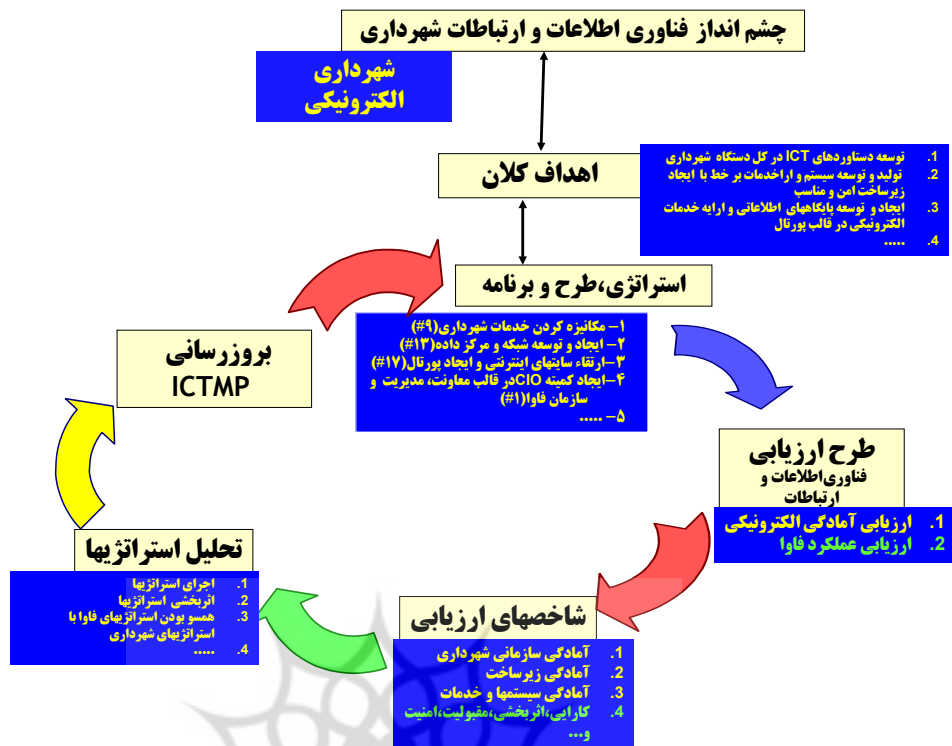 چشم انداز فناوری اطلاعات و ارتباطات شهرداری
شهرداری
الکترونیکی
اهداف کلان
1. توسعه دستاوردهای ICT در کل دستگاه شهرداری
2. تولید و توسعه سیستم و اراخدمات بر خط با ایجاد
زیرساخت امن و مناسب
3. ایجاد و توسعه پایگاههای اطلاعاتی و ارایه خدمات
الکترونیکی در قالب پورتال
4. .....
استراتژی،طرح و برنامه
۱– مکانیزه کردن خدمات شهرداری(۹#)
۲– ایجاد و توسعه شبکه و مرکز داده(۱۳#)
۳–ارتقاء سایتهای اینترنتی و ایجاد پورتال(۱۷#)
۴–ایجاد کمیته CIOدر قالب معاونت، مدیریت و
سازمان فاوا(۱#)
۵– .....
بروزرسانی
ICTMP
طرح ارزیابی
فناوری‌اطلاعات و
ارتباطات
1. ارزیابی آمادگی الکترونیکی
2. ارزیابی عملکرد فاوا
تحلیل استراتژیها
1. اجرای استراتژیها
2. اثربخشی استراتژیها
3. همسو بودن استراتژیهای فاوا با
استراتژیهای شهرداری
4. .....
شاخصهای ارزیابی
1. آمادگی سازمانی شهرداری
2. آمادگی زیرساخت
3. آمادگی سیستمها و خدمات
4. کارایی،اثربخشی،مقبولیت،امنیت
و...